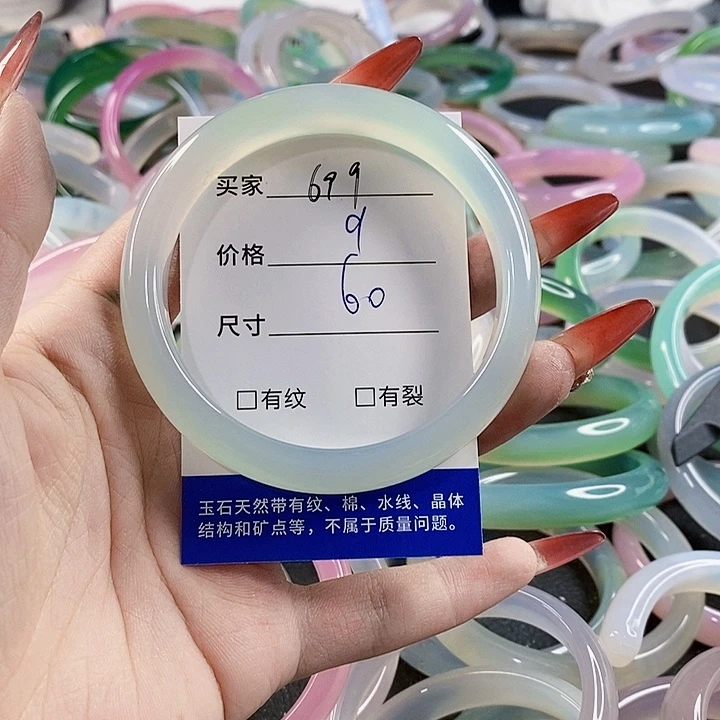 买家 699
价格 9
尺寸 60
□有纹 □有裂
玉石天然带有纹、棉、水线、晶体
结构和矿点等，不属于质量问题。